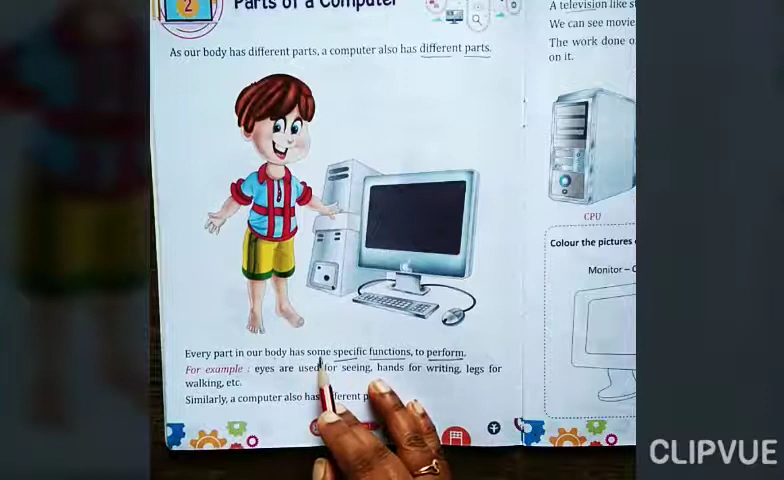 2
Parts of a Computer
As our body has different parts, a computer also has different parts.
Every part in our body has some specific functions, to perform.
For example : eyes are used for seeing, hands for writing, legs for
walking, etc.
Similarly, a computer also has
A television like
We can see movie
The work done
on it.
CPU
Colour the pictures
Monitor –
CLIPVUE